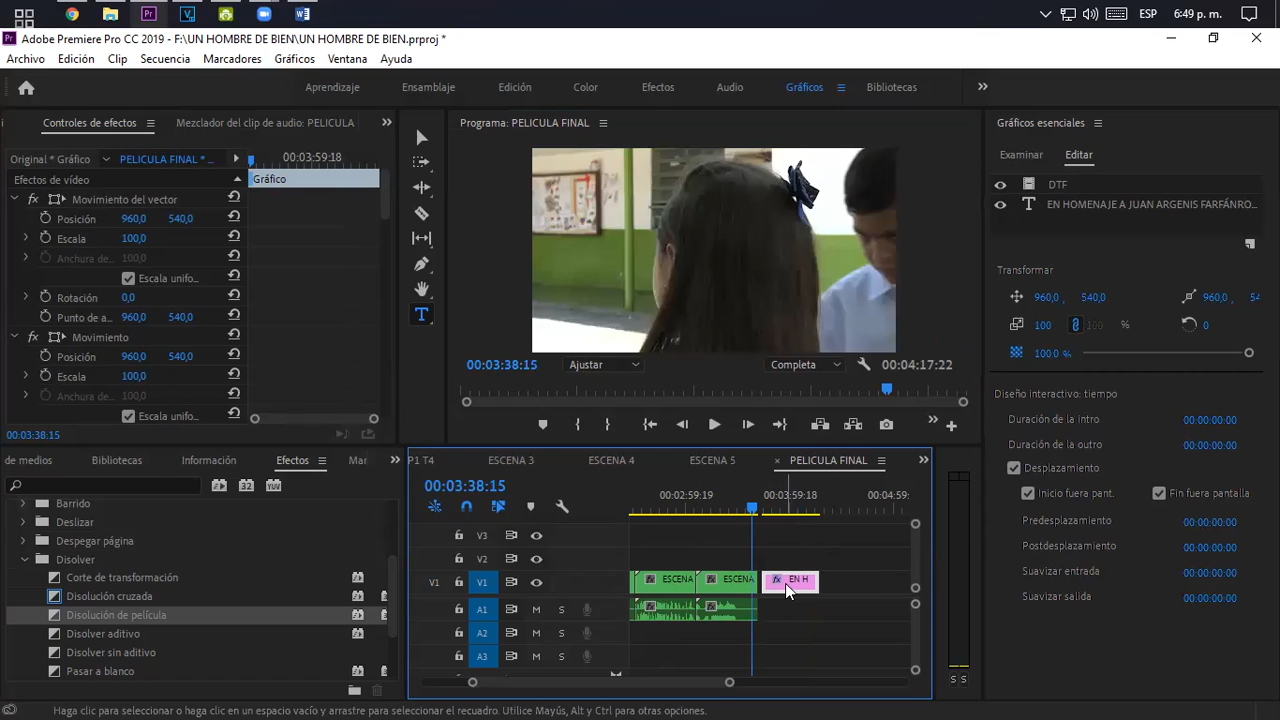 ESP 6:49 p. m.
Adobe Premiere Pro CC 2019 - F:\UN HOMBRE DE BIEN\UN HOMBRE DE BIEN.prproj *
Archivo Edición Clip Secuencia Marcadores Gráficos Ventana Ayuda
Aprendizaje Ensamblaje Edición Color Efectos Audio Gráficos Bibliotecas
Controles de efectos Mezclador del clip de audio: PELICULA
Programa: PELICULA FINAL
Gráficos esenciales
Original * Gráfico PELICULA FINAL * ... 00:03:59:18
Examinar Editar
Efectos de vídeo Gráfico
DTF
Movimiento del vector
EN HOMENAJE A JUAN ARGENIS FARFÁNRO...
Posición 960,0 540,0
Escala 100,0
Anchura de... 100,0
Escala unifo...
Rotación 0,0
Punto de a... 960,0 540,0
Movimiento
Posición 960,0 540,0
Escala 100,0
Anchura de... 100,0
Escala unifo...
00:03:38:15
Transformar
960,0 , 540,0 960,0 , 54
100 100 %
0
100.0 %
00:03:38:15 Ajustar Completa 00:04:17:22
Diseño interactivo: tiempo
Duración de la intro 00:00:00:00
Duración de la outro 00:00:00:00
Desplazamiento
Inicio fuera pant. Fin fuera pantalla
Predesplazamiento 00:00:00:00
Postdesplazamiento 00:00:00:00
Suavizar entrada 00:00:00:00
Suavizar salida 00:00:00:00
de medios Bibliotecas Información Efectos Mar
Barrido
Deslizar
Despegar página
Disolver
Corte de transformación
Disolución cruzada
Disolución de película
Disolver aditivo
Disolver sin aditivo
Pasar a blanco
P1 T4 ESCENA 3 ESCENA 4 ESCENA 5 × PELICULA FINAL
00:03:38:15
00:02:59:19 00:03:59:18 00:04:59:
V3
V2
V1 V1 fx ESCENA fx ESCENA fx EN H
A1 M S
A2 M S
A3 M S
S S
Haga clic para seleccionar o haga clic en un espacio vacío y arrastre para seleccionar el recuadro. Utilice Mayús, Alt y Ctrl para obtener otras opciones.